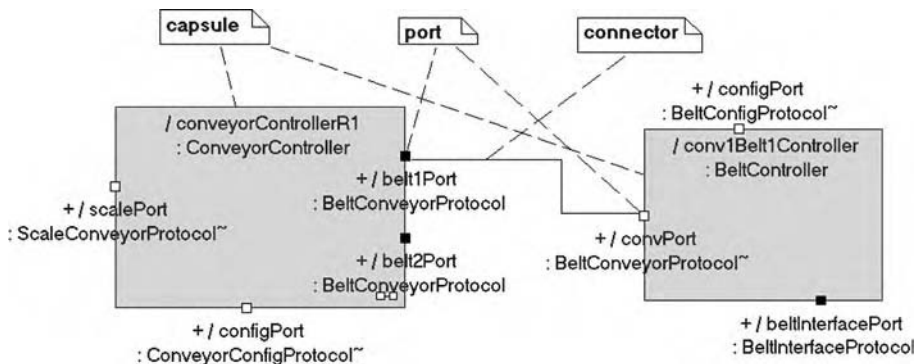 capsule
port
connector
+ / configPort
: BeltConfigProtocol~
/ conveyorControllerR1
: ConveyorController
/ conv1Belt1Controller
: BeltController
+ / belt1Port
: BeltConveyorProtocol
+ / scalePort
: ScaleConveyorProtocol~
+ / convPort
: BeltConveyorProtocol~
+ / belt2Port
: BeltConveyorProtocol
+ / configPort
: ConveyorConfigProtocol~
+ / beltInterfacePort
: BeltInterfaceProtocol